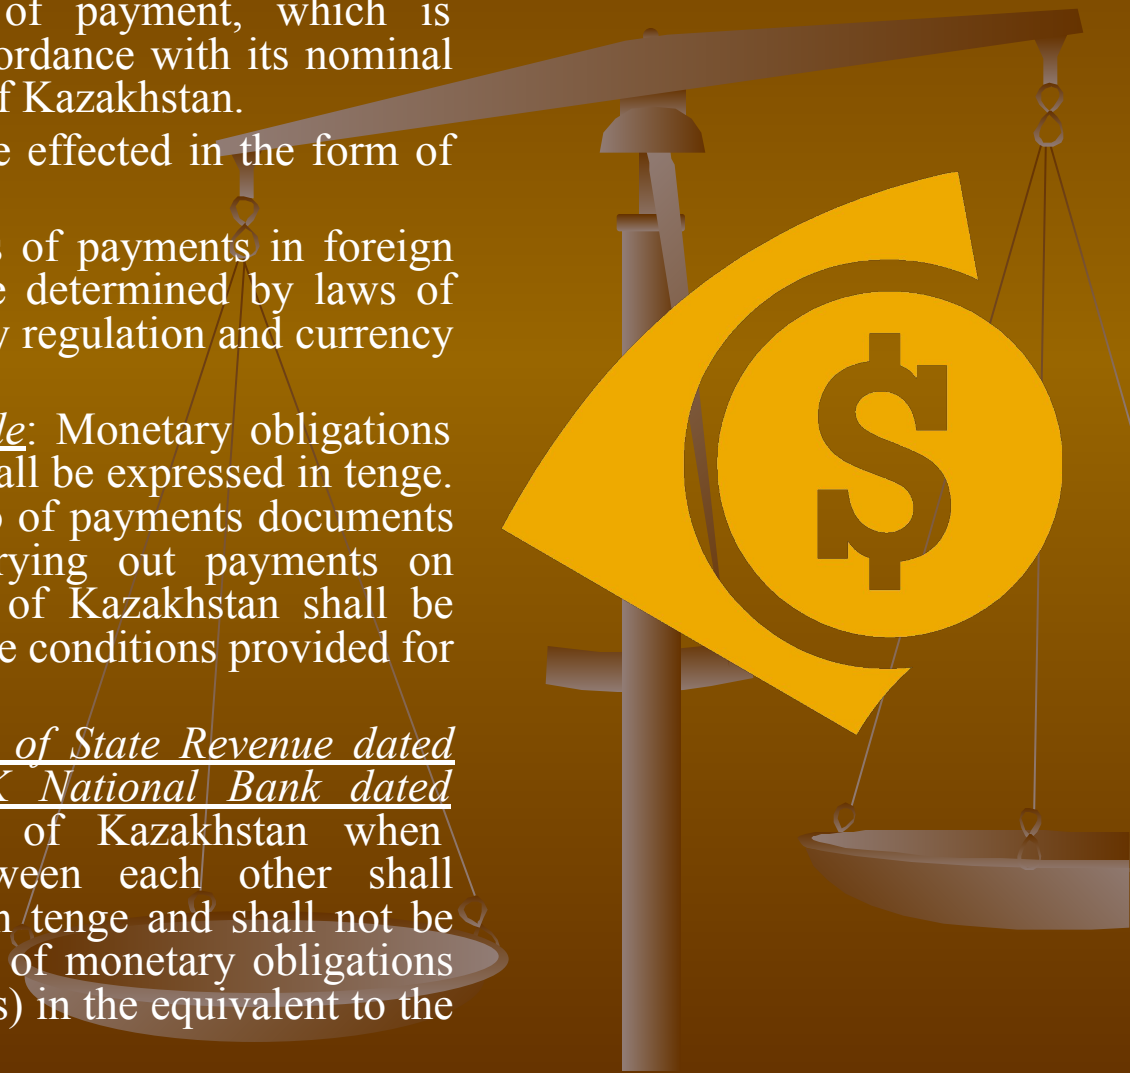 of payment, which is
ordance with its nominal
f Kazakhstan.
e effected in the form of
s of payments in foreign
e determined by laws of
y regulation and currency
le: Monetary obligations
all be expressed in tenge.
of payments documents
rying out payments on
of Kazakhstan shall be
e conditions provided for
of State Revenue dated
K National Bank dated
of Kazakhstan when
ween each other shall
n tenge and shall not be
of monetary obligations
s) in the equivalent to the
$